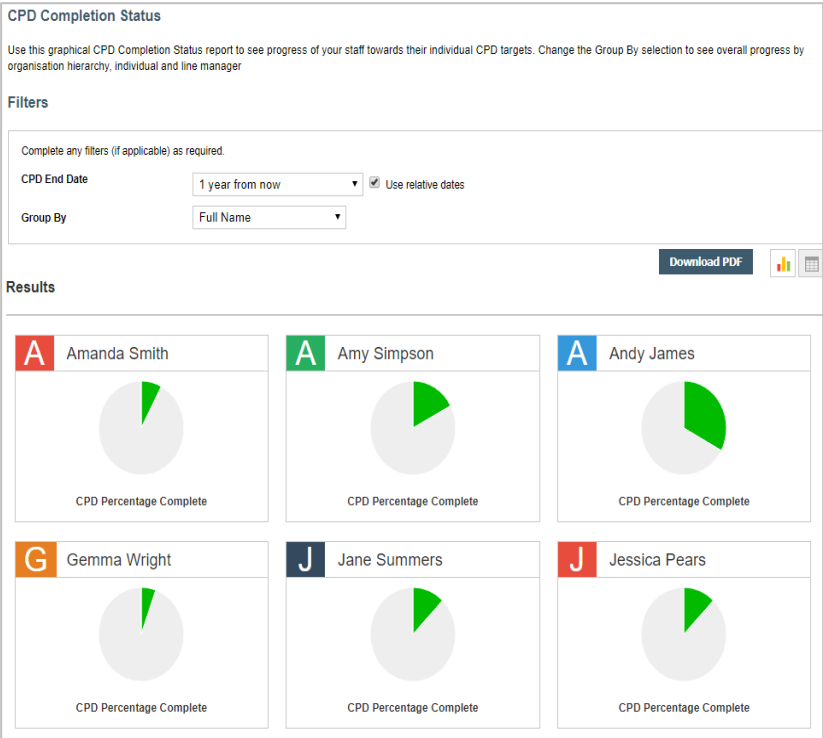 CPD Completion Status
Use this graphical CPD Completion Status report to see progress of your staff towards their individual CPD targets. Change the Group By selection to see overall progress by
organisation hierarchy, individual and line manager
Filters
Complete any filters (if applicable) as required.
CPD End Date
1 year from now
Use relative dates
Group By
Full Name
Download PDF
Results
A Amanda Smith
A Amy Simpson
A Andy James
CPD Percentage Complete
CPD Percentage Complete
CPD Percentage Complete
G Gemma Wright
J Jane Summers
J Jessica Pears
CPD Percentage Complete
CPD Percentage Complete
CPD Percentage Complete